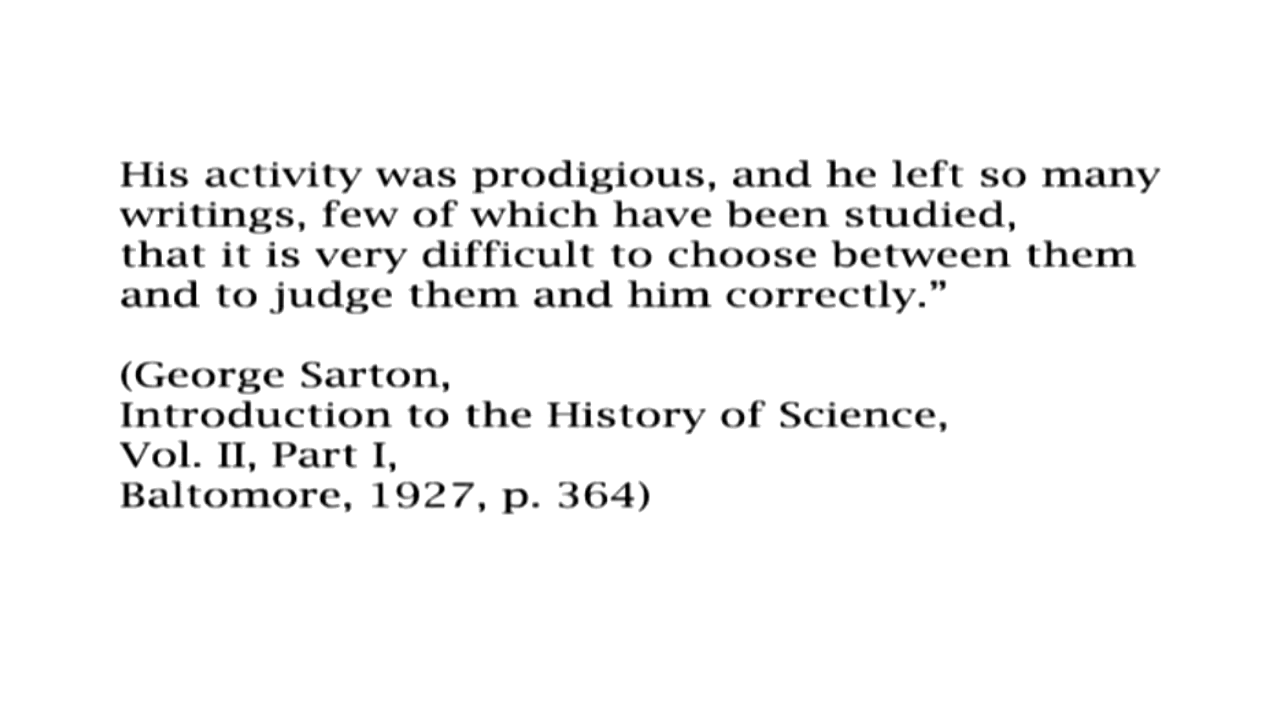 His activity was prodigious, and he left so many
writings, few of which have been studied,
that it is very difficult to choose between them
and to judge them and him correctly.”
(George Sarton,
Introduction to the History of Science,
Vol. II, Part I,
Baltomore, 1927, p. 364)